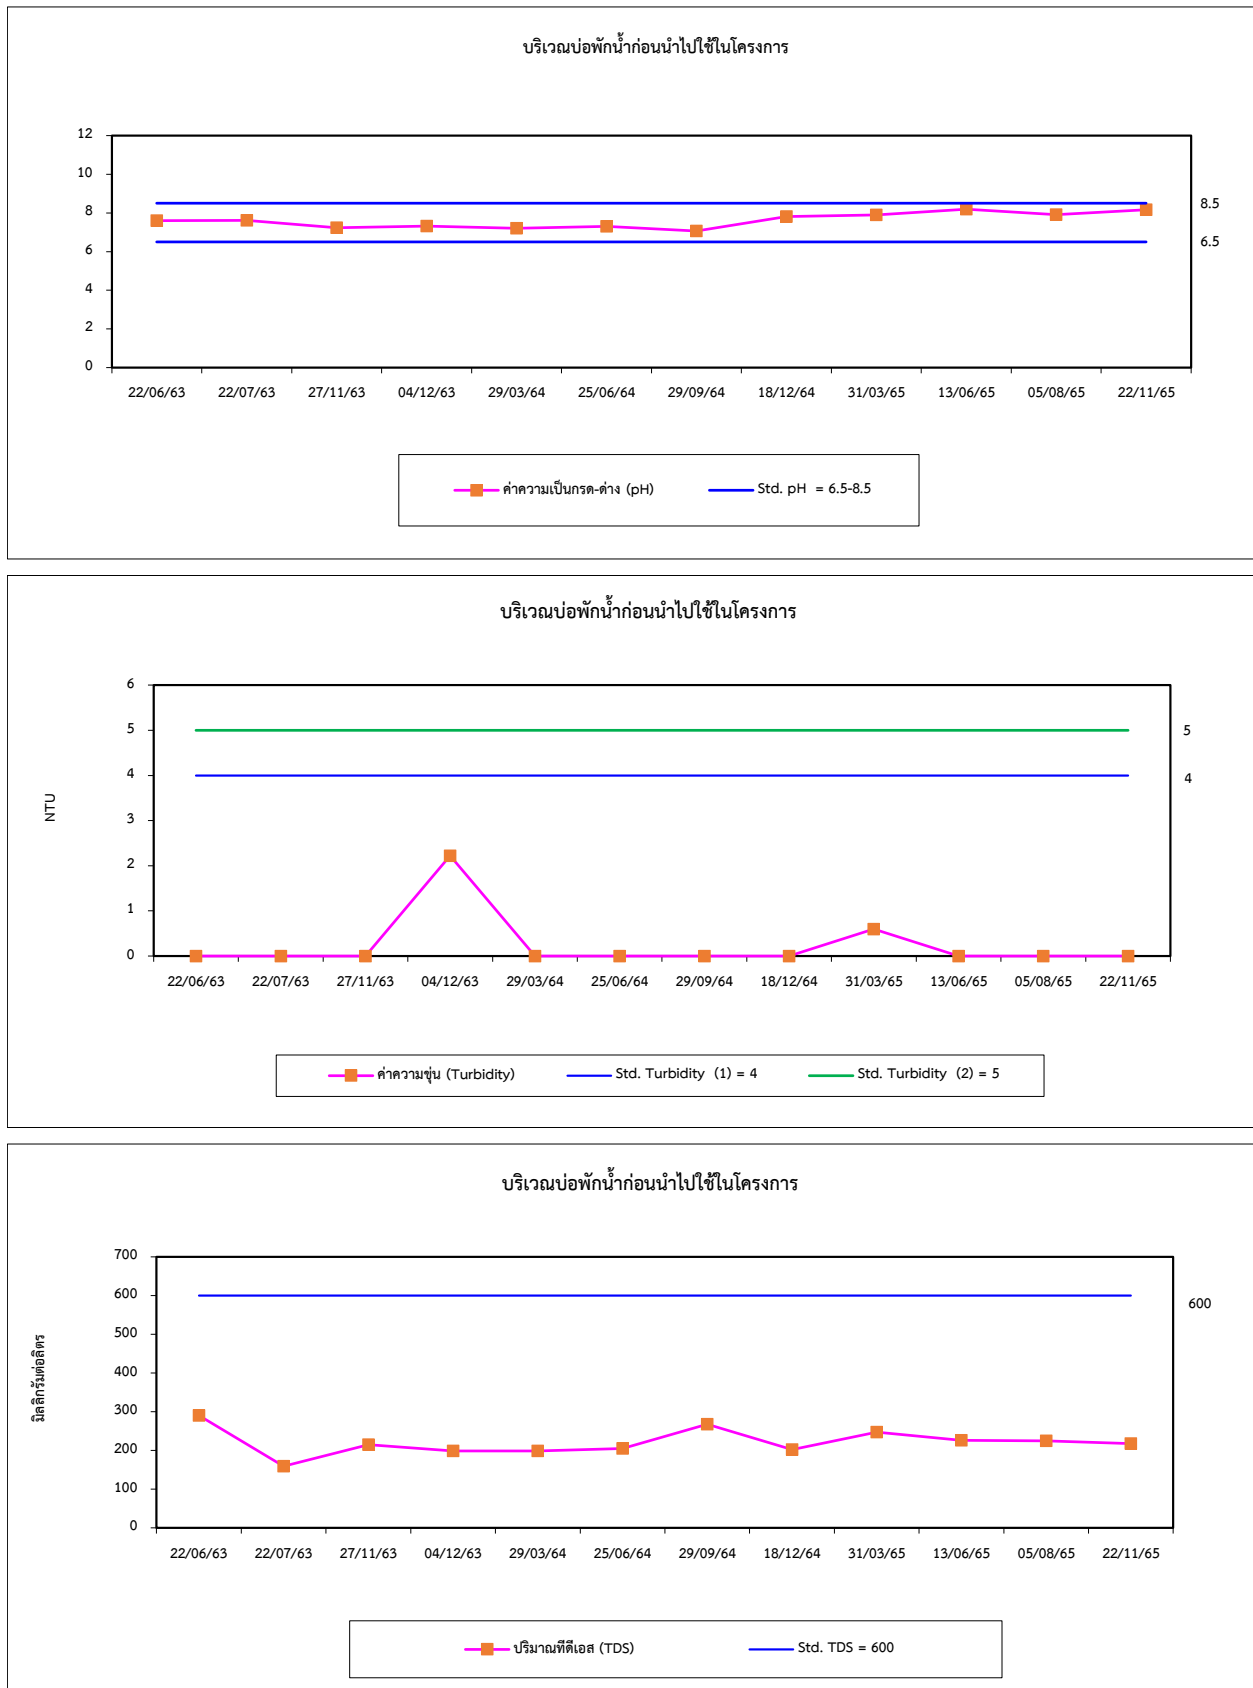 บริเวณบ่อพักน้ำก่อนนำไปใช้ในโครงการ
12
10
8
6
4
2
0
8.5
6.5
22/06/63 22/07/63 27/11/63 04/12/63 29/03/64 25/06/64 29/09/64 18/12/64 31/03/65 13/06/65 05/08/65 22/11/65
ค่าความเป็นกรด-ด่าง (pH) Std. pH = 6.5-8.5
บริเวณบ่อพักน้ำก่อนนำไปใช้ในโครงการ
NTU
6
5
4
3
2
1
0
5
4
22/06/63 22/07/63 27/11/63 04/12/63 29/03/64 25/06/64 29/09/64 18/12/64 31/03/65 13/06/65 05/08/65 22/11/65
ค่าความขุ่น (Turbidity) Std. Turbidity (1) = 4 Std. Turbidity (2) = 5
บริเวณบ่อพักน้ำก่อนนำไปใช้ในโครงการ
มิลลิกรัมต่อลิตร
700
600
500
400
300
200
100
0
600
22/06/63 22/07/63 27/11/63 04/12/63 29/03/64 25/06/64 29/09/64 18/12/64 31/03/65 13/06/65 05/08/65 22/11/65
ปริมาณทีดีเอส (TDS) Std. TDS = 600